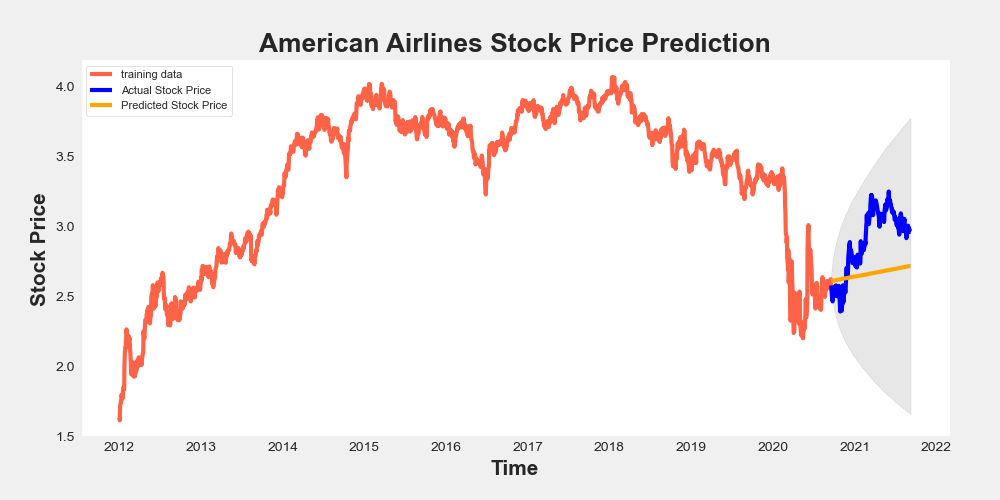 American Airlines Stock Price Prediction
training data
Actual Stock Price
Predicted Stock Price
Stock Price
4.0
3.5
3.0
2.5
2.0
1.5
2012 2013 2014 2015 2016 2017 2018 2019 2020 2021 2022
Time